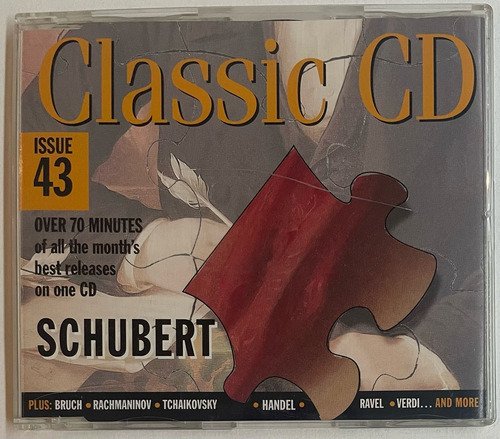 Classic CD
ISSUE
43
OVER 70 MINUTES
of all the month's
best releases
on one CD
SCHUBERT
PLUS: BRUCH • RACHMANINOV • TCHAIKOVSKY • HANDEL • RAVEL • VERDI... AND MORE